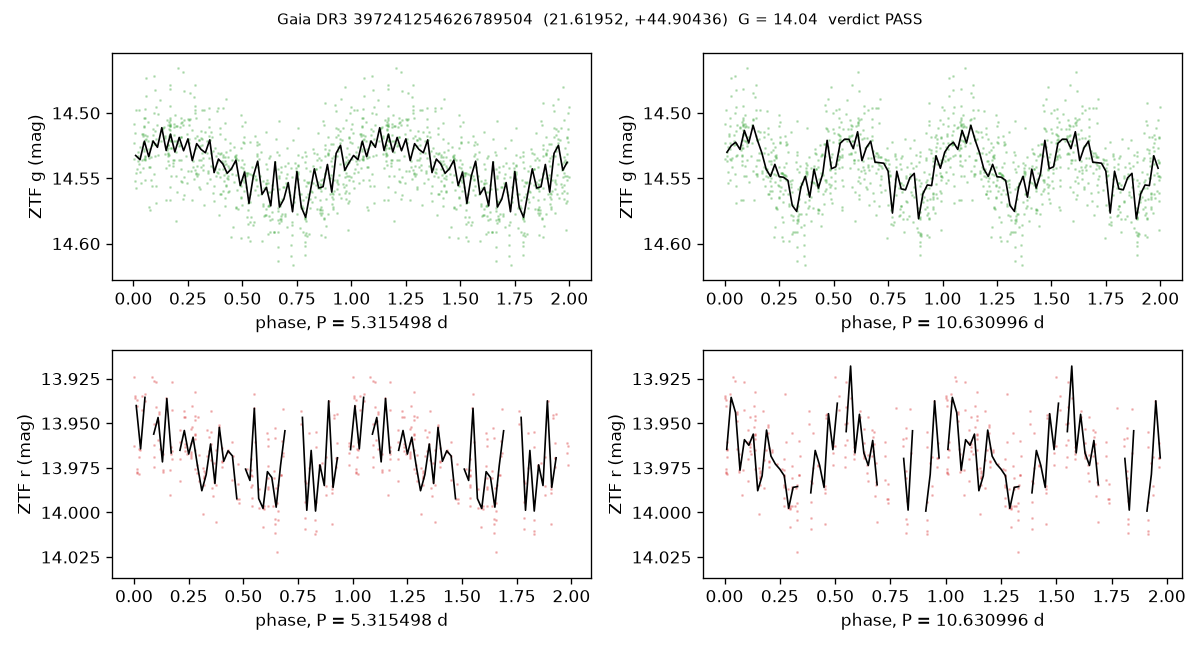 Gaia DR3 397241254626789504 (21.61952, +44.90436) G = 14.04 verdict PASS
ZTF g (mag)
14.50
14.55
14.60
0.00 0.25 0.50 0.75 1.00 1.25 1.50 1.75 2.00
phase, P = 5.315498 d
ZTF g (mag)
14.50
14.55
14.60
0.00 0.25 0.50 0.75 1.00 1.25 1.50 1.75 2.00
phase, P = 10.630996 d
ZTF r (mag)
13.925
13.950
13.975
14.000
14.025
0.00 0.25 0.50 0.75 1.00 1.25 1.50 1.75 2.00
phase, P = 5.315498 d
ZTF r (mag)
13.925
13.950
13.975
14.000
14.025
0.00 0.25 0.50 0.75 1.00 1.25 1.50 1.75 2.00
phase, P = 10.630996 d